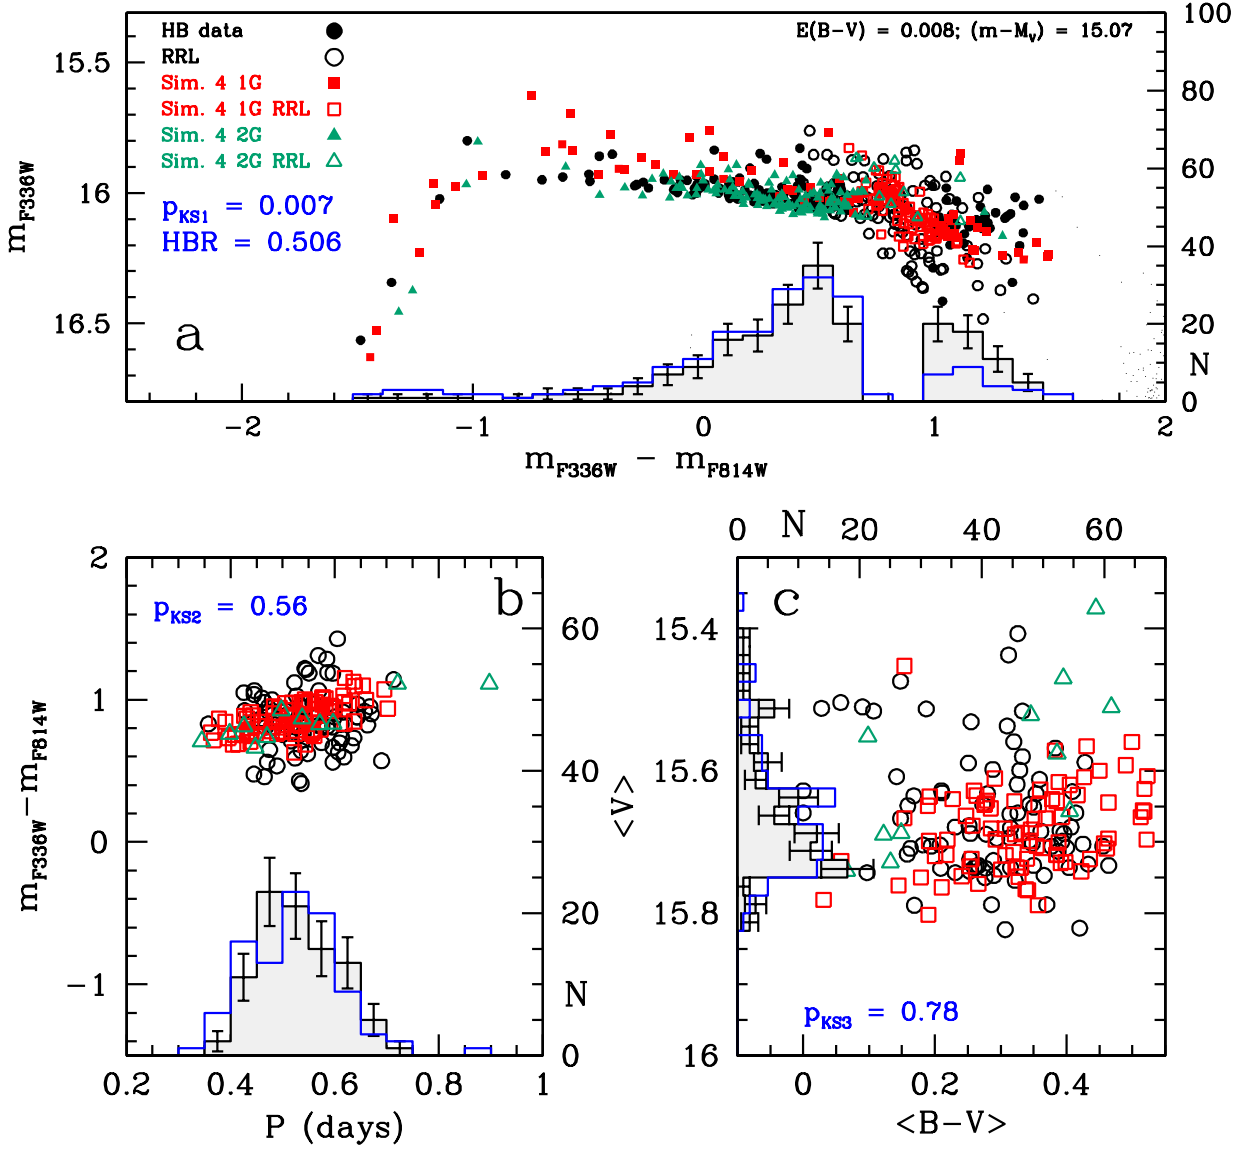 HB data
RRL
Sim. 4 1G
Sim. 4 1G RRL
Sim. 4 2G
Sim. 4 2G RRL
p_KS1 = 0.007
HBR = 0.506
E(B−V) = 0.008; (m−M_V) = 15.07
a
15.5
16
16.5
m_F336W
100
80
60
40
N
20
0
−2
−1
0
1
2
m_F336W − m_F814W
p_KS2 = 0.56
b
2
1
0
−1
m_F336W−m_F814W
60
40
20
N
0
0.2
0.4
0.6
0.8
1
P (days)
0
N
20
40
60
c
15.4
15.6
15.8
16
<V>
p_KS3 = 0.78
0
0.2
0.4
<B−V>